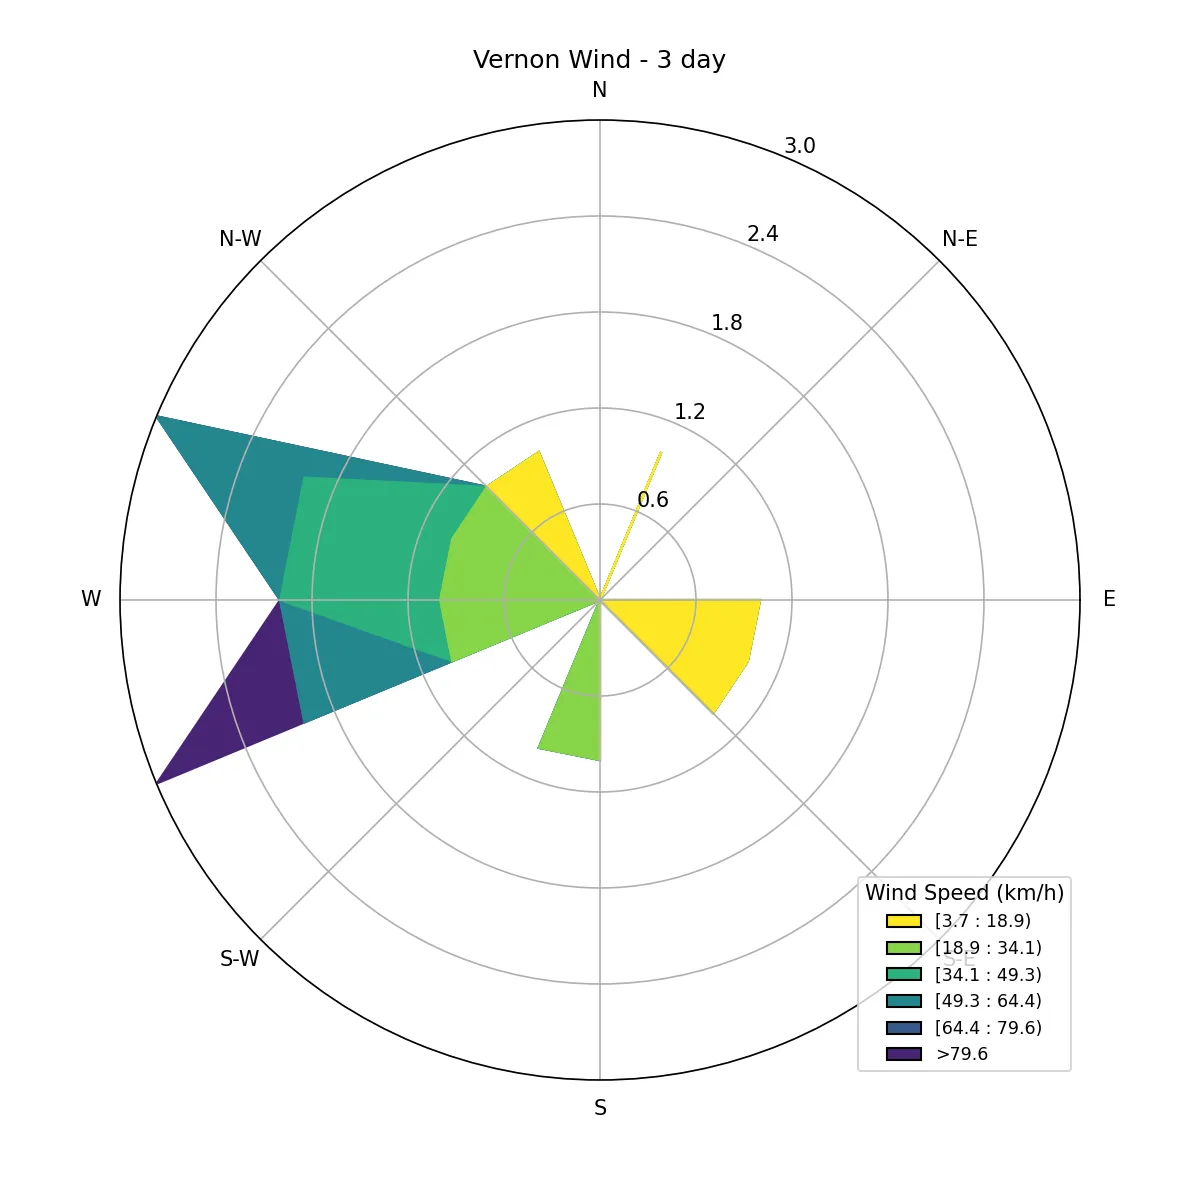 Vernon Wind - 3 day
N
3.0
N-W
2.4
N-E
1.8
1.2
0.6
W
E
Wind Speed (km/h)
[3.7 : 18.9)
[18.9 : 34.1)
S-W
S-E
[34.1 : 49.3)
[49.3 : 64.4)
[64.4 : 79.6)
>79.6
S